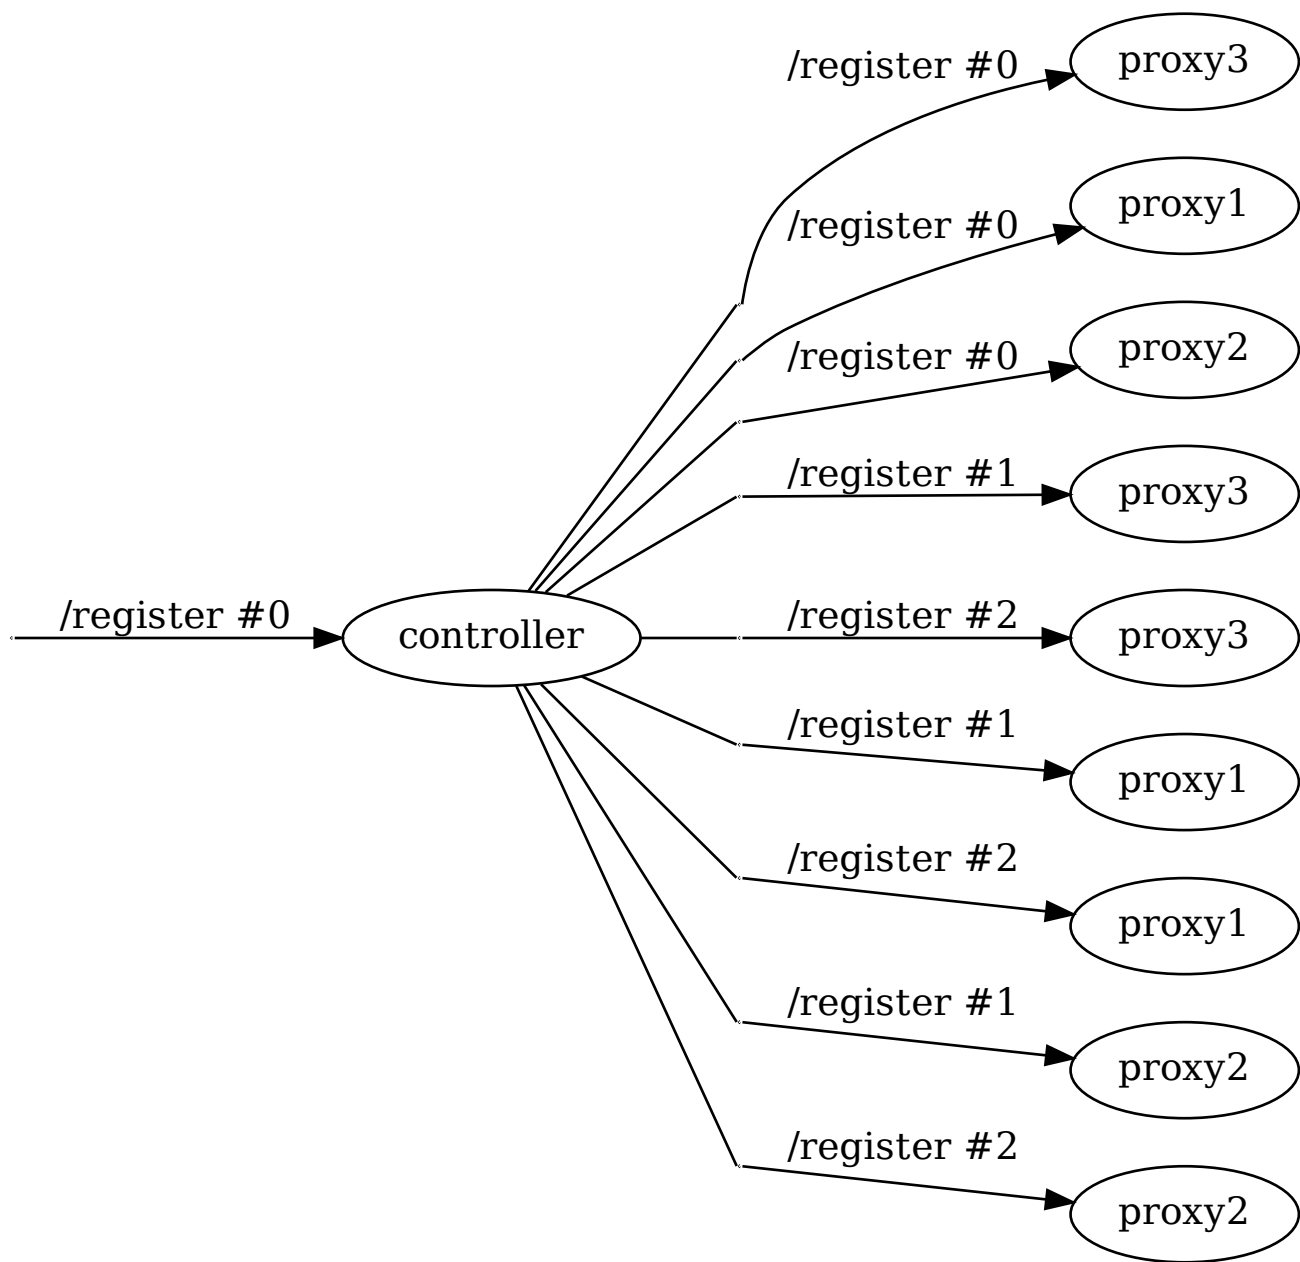 /register #0
proxy3
/register #0
proxy1
/register #0
proxy2
/register #1
proxy3
/register #0
controller
/register #2
proxy3
/register #1
proxy1
/register #2
proxy1
/register #1
proxy2
/register #2
proxy2